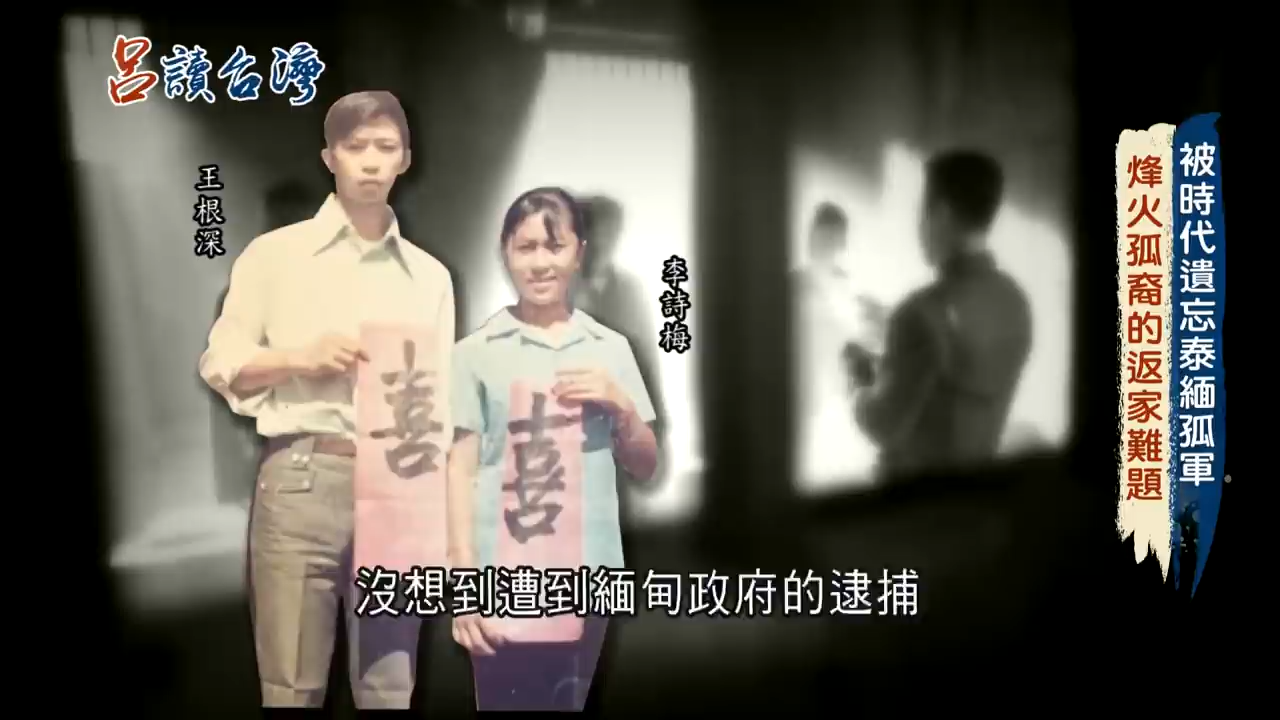 呂讀台灣
被時代遺忘泰緬孤軍
烽火孤裔的返家難題
王根深
李詩梅
喜
喜
沒想到遭到緬甸政府的逮捕